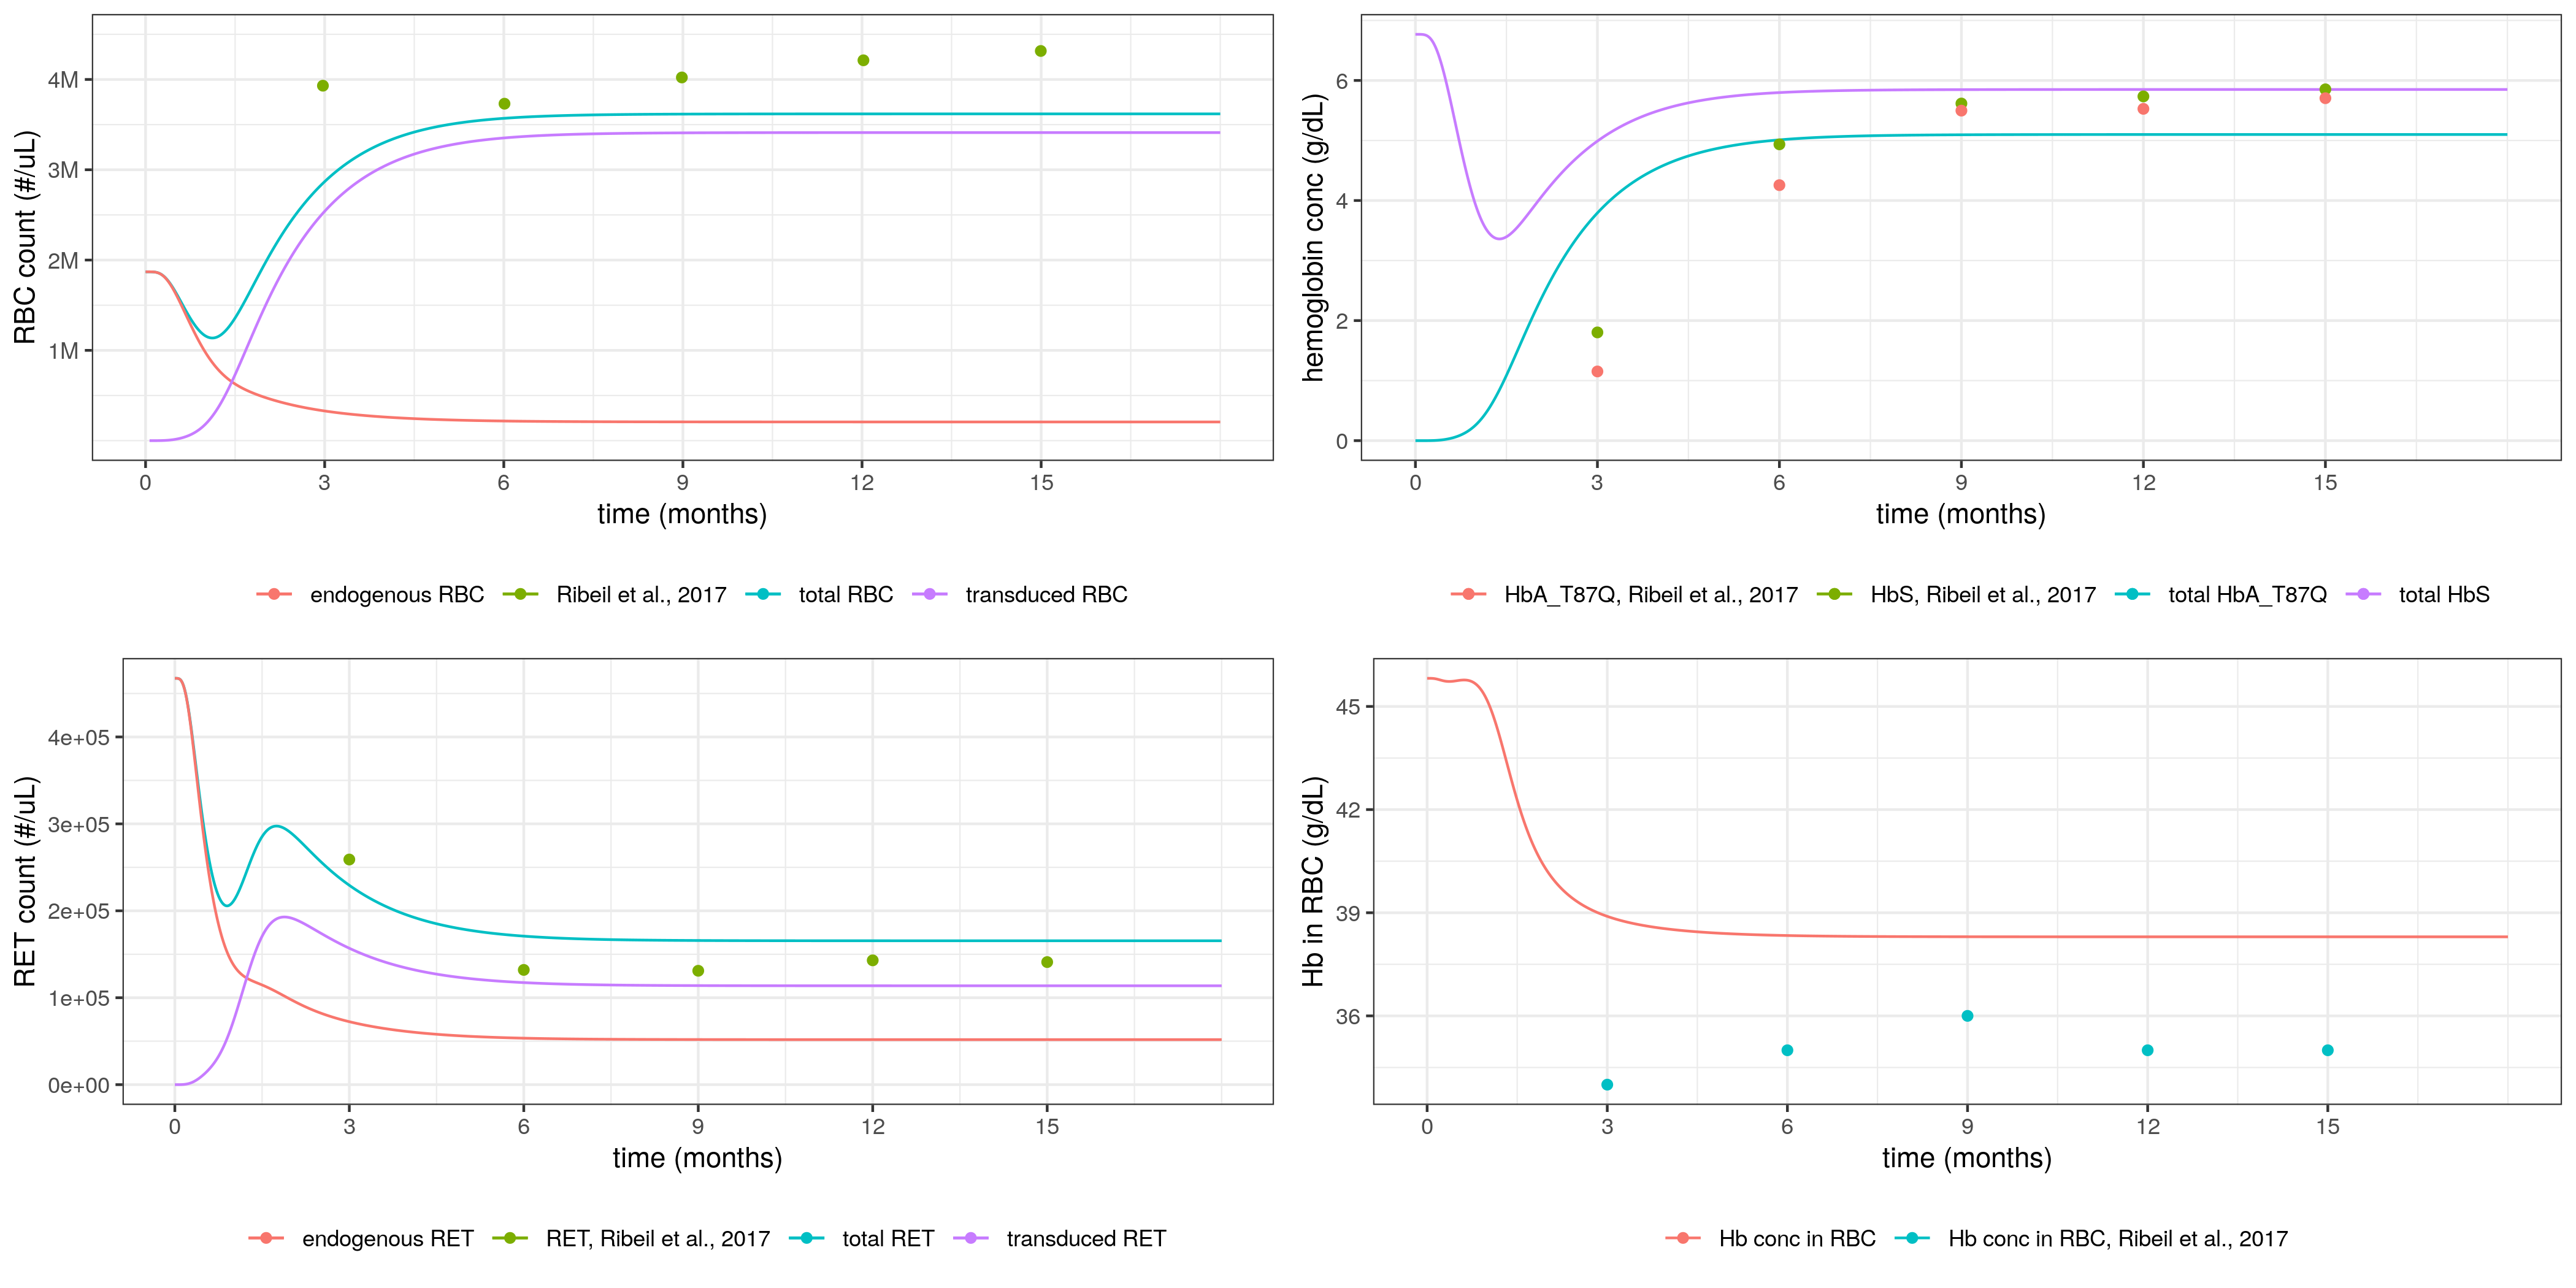 RBC count (#/uL)
4M
3M
2M
1M
0 3 6 9 12 15
time (months)
endogenous RBC Ribeil et al., 2017 total RBC transduced RBC
hemoglobin conc (g/dL)
6
4
2
0
0 3 6 9 12 15
time (months)
HbA_T87Q, Ribeil et al., 2017 HbS, Ribeil et al., 2017 total HbA_T87Q total HbS
RET count (#/uL)
4e+05
3e+05
2e+05
1e+05
0e+00
0 3 6 9 12 15
time (months)
endogenous RET RET, Ribeil et al., 2017 total RET transduced RET
Hb in RBC (g/dL)
45
42
39
36
0 3 6 9 12 15
time (months)
Hb conc in RBC Hb conc in RBC, Ribeil et al., 2017